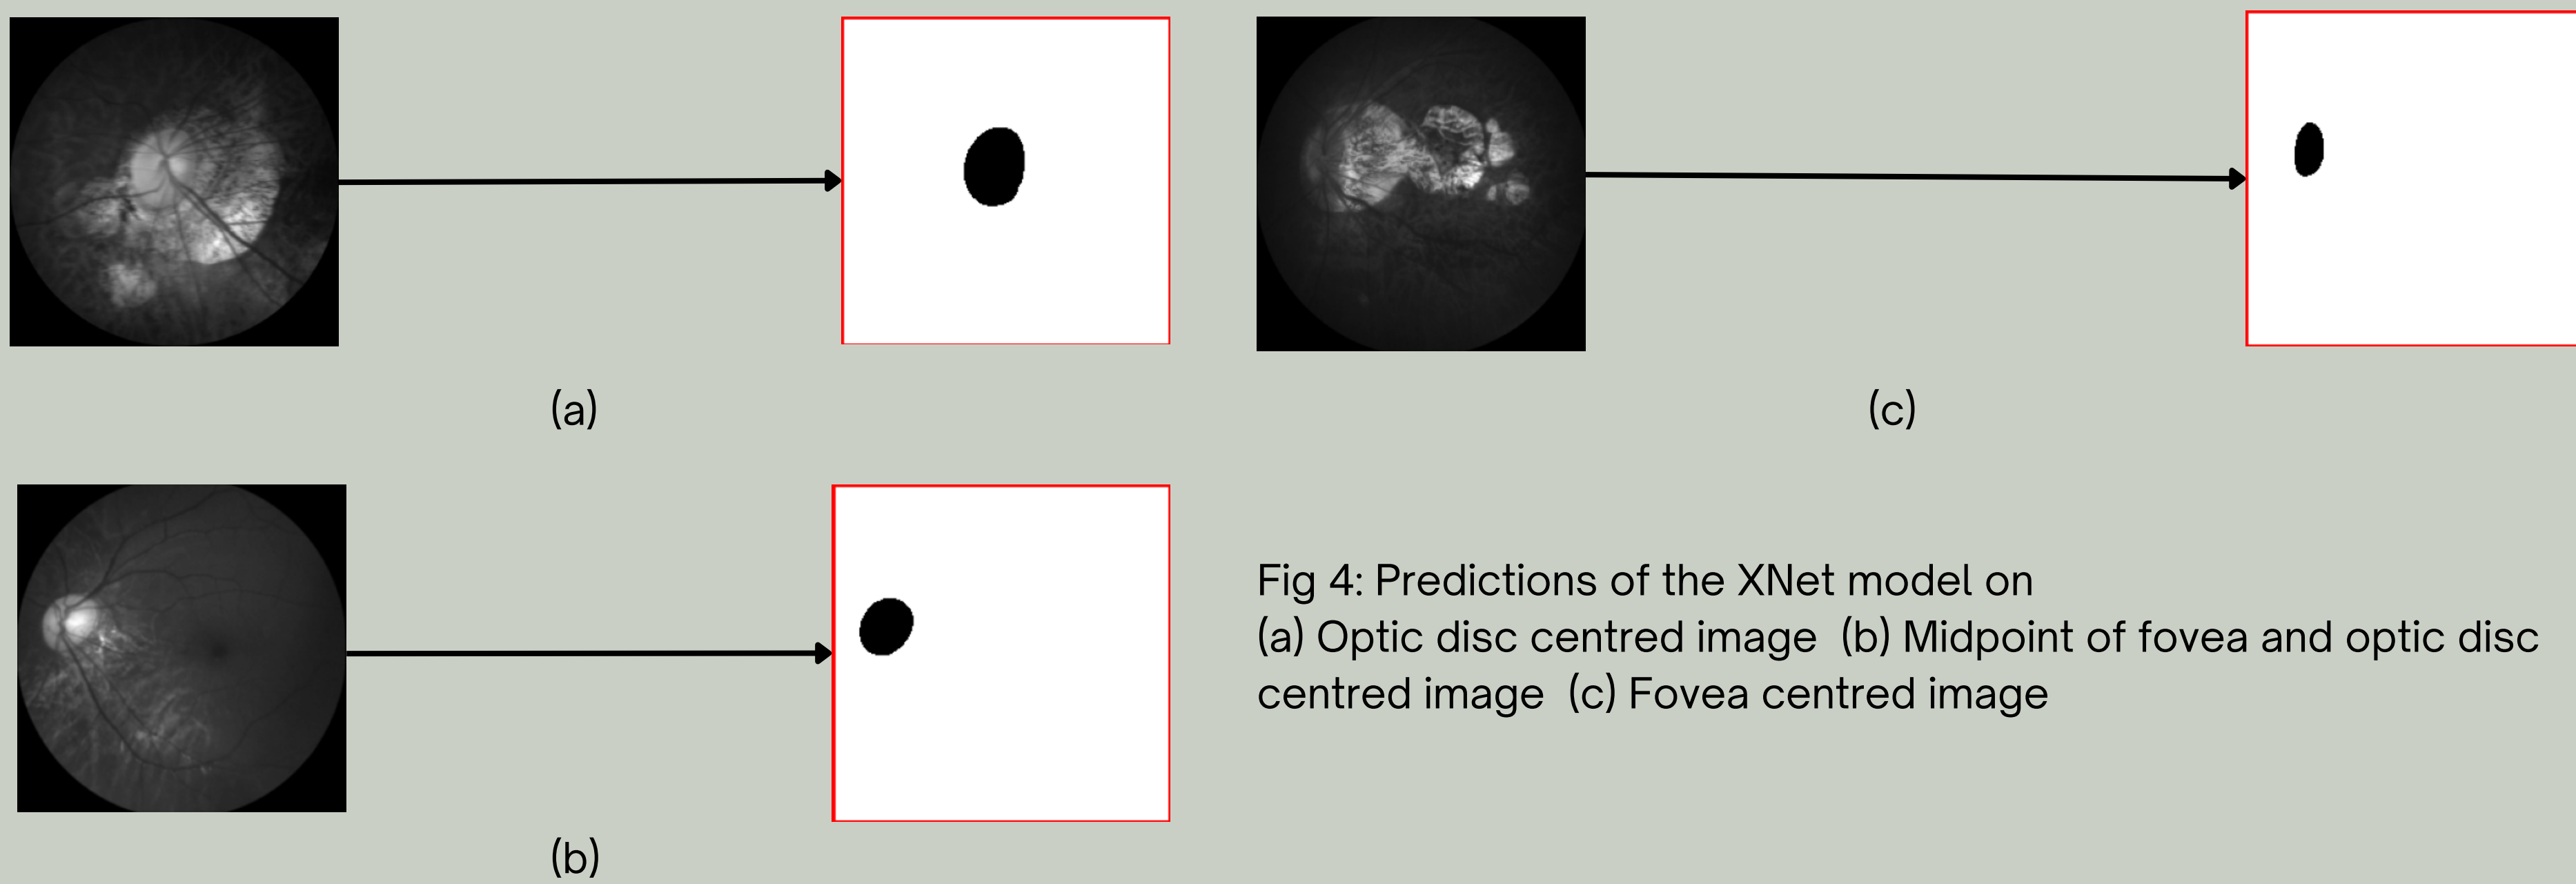 (a)
(c)
(b)
Fig 4: Predictions of the XNet model on
(a) Optic disc centred image (b) Midpoint of fovea and optic disc
centred image (c) Fovea centred image